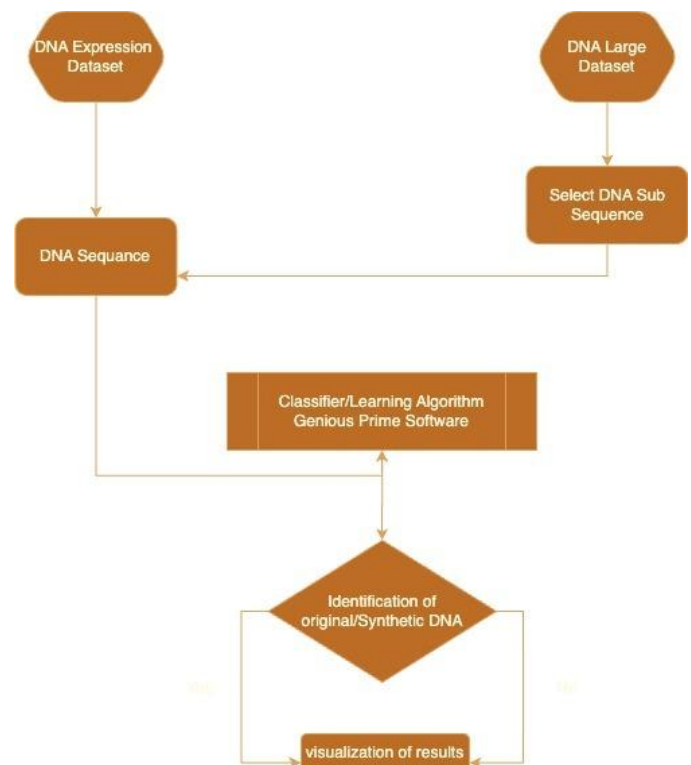 DNA Expression
Dataset
DNA Large
Dataset
Select DNA Sub
Sequence
DNA Sequance
Classifier/Learning Algorithm
Genious Prime Software
Identification of
original/Synthetic DNA
visualization of results